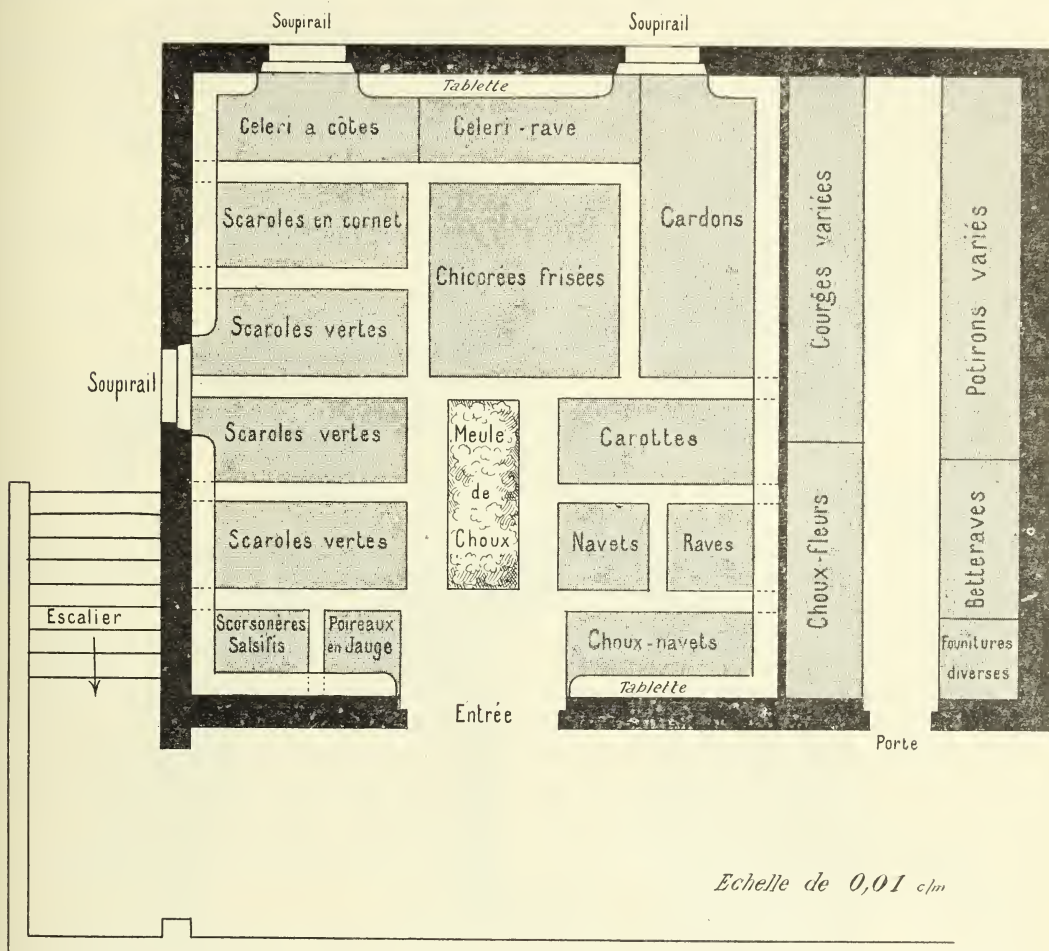 Soupirail
Soupirail
Tablette
Celeri a côtes
Celeri-rave
Scaroles en cornet
Chicorées frisées
Cardons
Courges variées
Potirons variés
Scaroles vertes
Soupirail
Scaroles vertes
Meule
de
Choux
Carottes
Scaroles vertes
Navets
Raves
Choux-fleurs
Betteraves
Escalier
Scorsonères
Salsifis
Poireaux
en Jauge
Choux-navets
Founitures
diverses
Tablette
Entrée
Porte
Echelle de 0,01 c/m